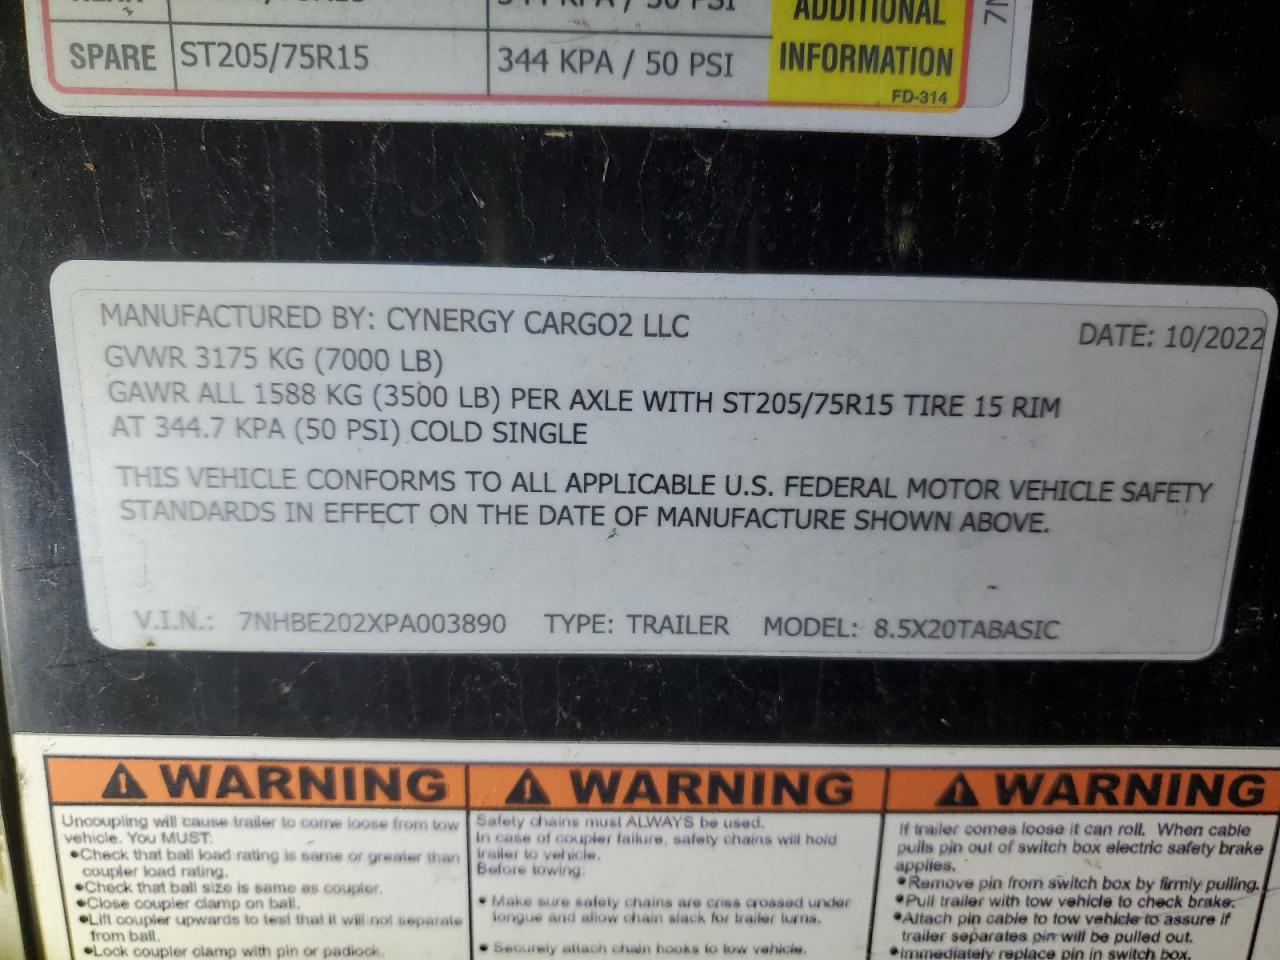 ADDITIONAL
SPARE ST205/75R15 344 KPA / 50 PSI INFORMATION
FD-314
MANUFACTURED BY: CYNERGY CARGO2 LLC DATE: 10/2022
GVWR 3175 KG (7000 LB)
GAWR ALL 1588 KG (3500 LB) PER AXLE WITH ST205/75R15 TIRE 15 RIM
AT 344.7 KPA (50 PSI) COLD SINGLE
THIS VEHICLE CONFORMS TO ALL APPLICABLE U.S. FEDERAL MOTOR VEHICLE SAFETY
STANDARDS IN EFFECT ON THE DATE OF MANUFACTURE SHOWN ABOVE.
V.I.N.: 7NHBE202XPA003890 TYPE: TRAILER MODEL: 8.5X20TABASIC
WARNING
Uncoupling will cause trailer to come loose from tow
vehicle. You MUST:
•Check that ball load rating is same or greater than
coupler load rating.
•Check that ball size is same as coupler.
•Close coupler clamp on ball.
•Lift coupler upwards to test that it will not separate
from ball.
•Lock coupler clamp with pin or padlock.
WARNING
Safety chains must ALWAYS be used.
In case of coupler failure, safety chains will hold
trailer to vehicle.
Before towing:
• Make sure safety chains are criss crossed under
tongue and allow chain slack for trailer turns.
• Securely attach chain hooks to tow vehicle.
WARNING
If trailer comes loose it can roll. When cable
pulls pin out of switch box electric safety brake
applies.
•Remove pin from switch box by firmly pulling.
•Pull trailer with tow vehicle to check brake.
•Attach pin cable to tow vehicle to assure if
trailer separates pin will be pulled out.
•Immediately replace pin in switch box.